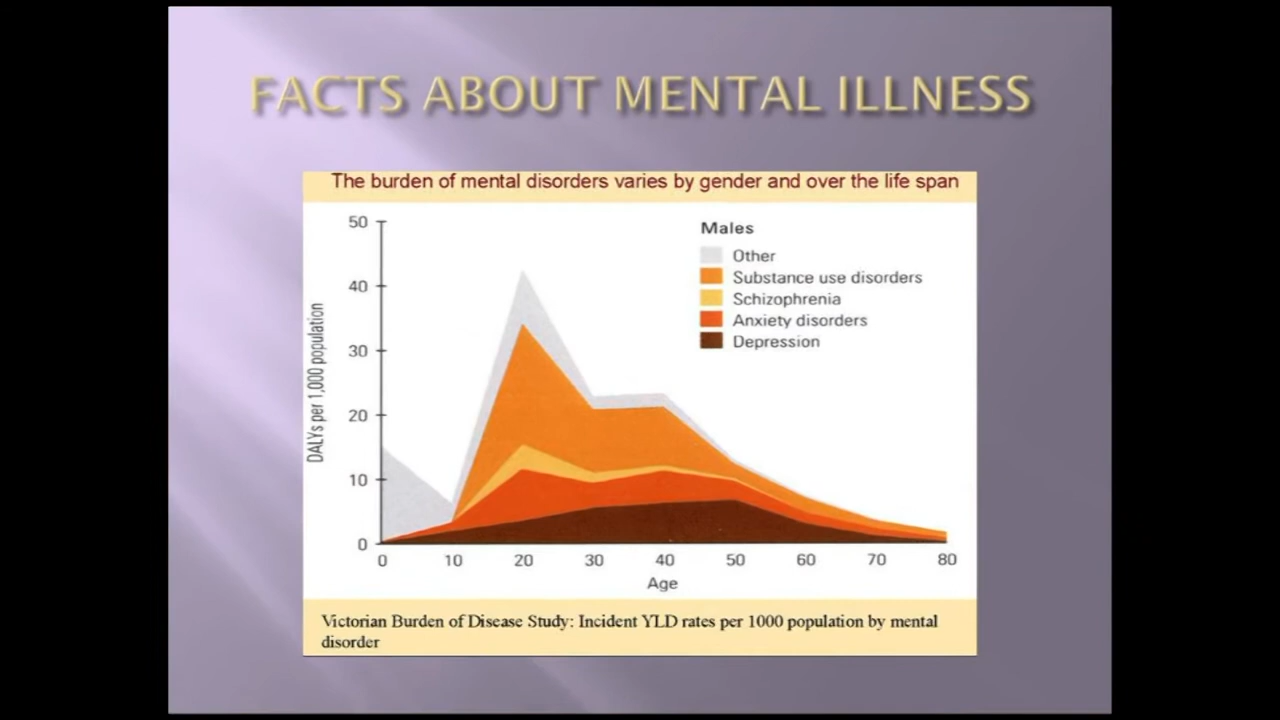 FACTS ABOUT MENTAL ILLNESS
The burden of mental disorders varies by gender and over the life span
50
40
30
20
10
0
DALYs per 1,000 population
Males
Other
Substance use disorders
Schizophrenia
Anxiety disorders
Depression
0 10 20 30 40 50 60 70 80
Age
Victorian Burden of Disease Study: Incident YLD rates per 1000 population by mental
disorder